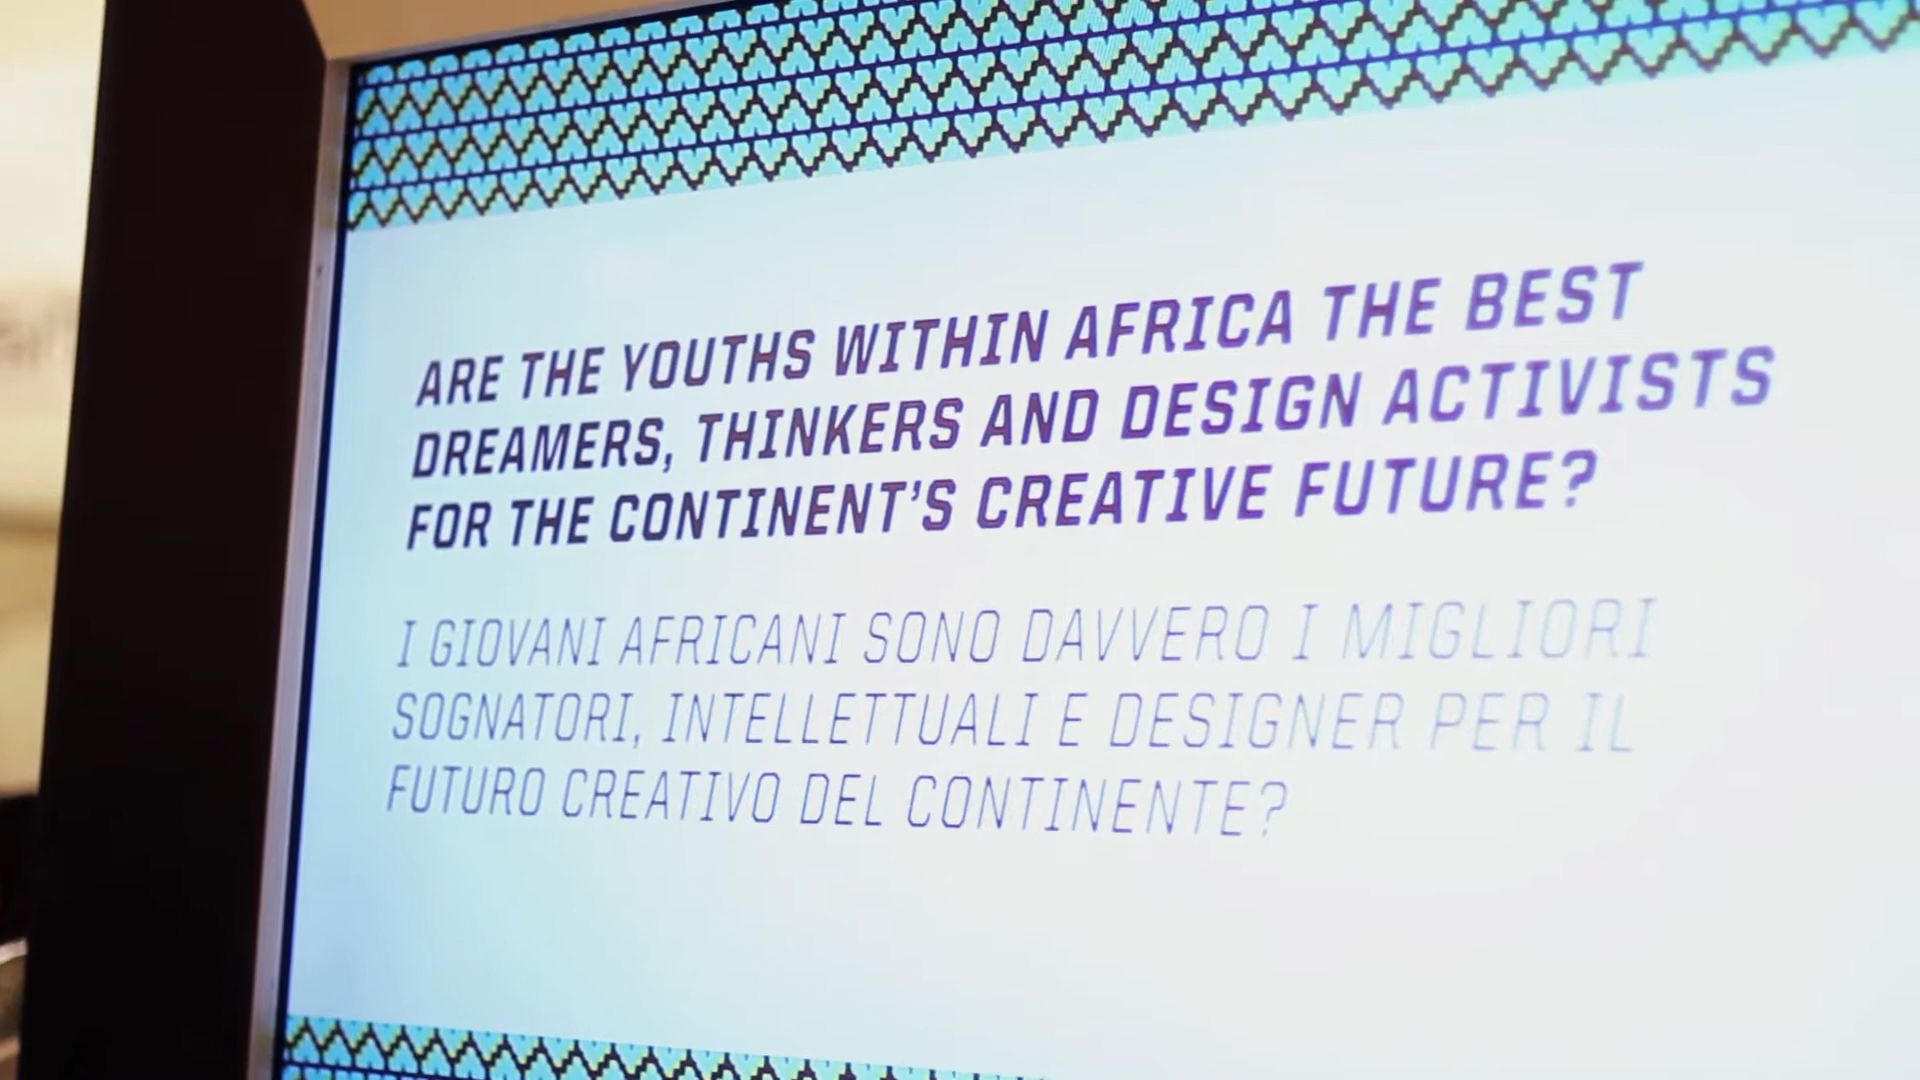 ARE THE YOUTHS WITHIN AFRICA THE BEST
DREAMERS, THINKERS AND DESIGN ACTIVISTS
FOR THE CONTINENT'S CREATIVE FUTURE?
I GIOVANI AFRICANI SONO DAVVERO I MIGLIORI
SOGNATORI, INTELLETTUALI E DESIGNER PER IL
FUTURO CREATIVO DEL CONTINENTE?